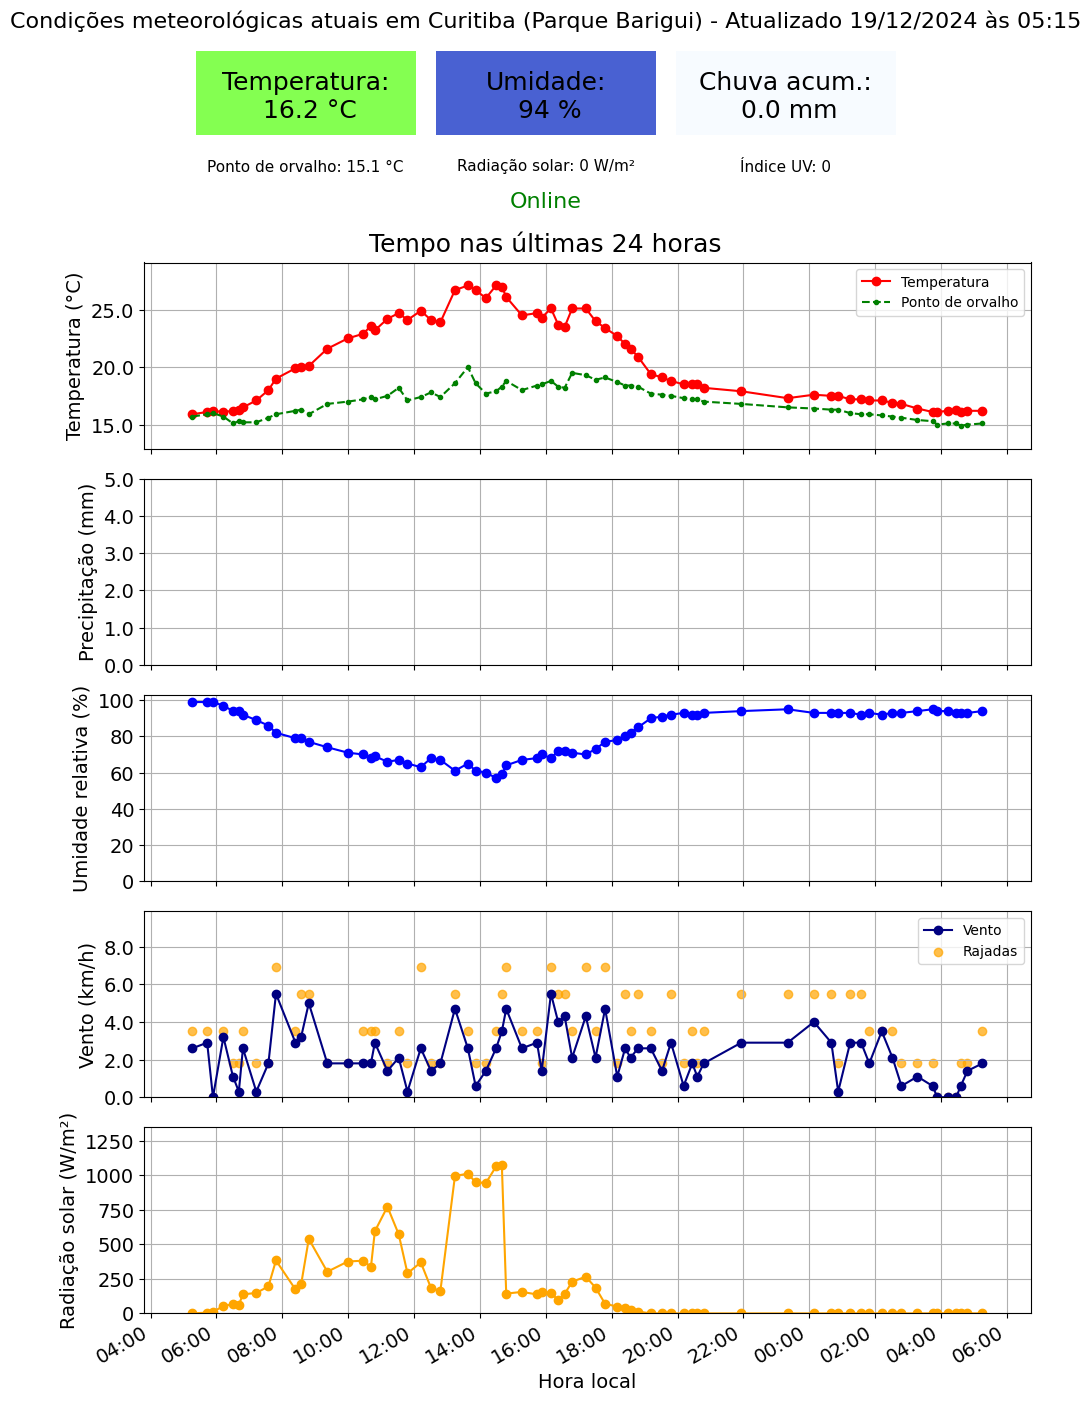 Condições meteorológicas atuais em Curitiba (Parque Barigui) - Atualizado 19/12/2024 às 05:15
Temperatura:
16.2 °C
Umidade:
94 %
Chuva acum.:
0.0 mm
Ponto de orvalho: 15.1 °C
Radiação solar: 0 W/m²
Índice UV: 0
Online
Tempo nas últimas 24 horas
Temperatura (°C)
25.0
20.0
15.0
Temperatura
Ponto de orvalho
Precipitação (mm)
5.0
4.0
3.0
2.0
1.0
0.0
Umidade relativa (%)
100
80
60
40
20
0
Vento (km/h)
8.0
6.0
4.0
2.0
0.0
Vento
Rajadas
Radiação solar (W/m²)
1250
1000
750
500
250
0
04:00 06:00 08:00 10:00 12:00 14:00 16:00 18:00 20:00 22:00 00:00 02:00 04:00 06:00
Hora local